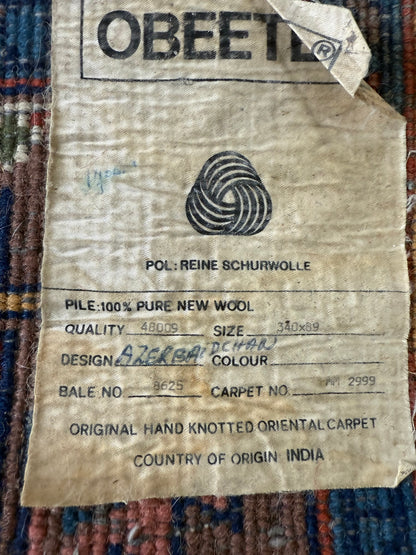 OBEETE®
POL: REINE SCHURWOLLE
PILE: 100% PURE NEW WOOL
QUALITY 48009 SIZE 340x89
DESIGN AZERBAIDCHAN COLOUR
BALE NO 8625 CARPET NO 2999
ORIGINAL HAND KNOTTED ORIENTAL CARPET
COUNTRY OF ORIGIN INDIA